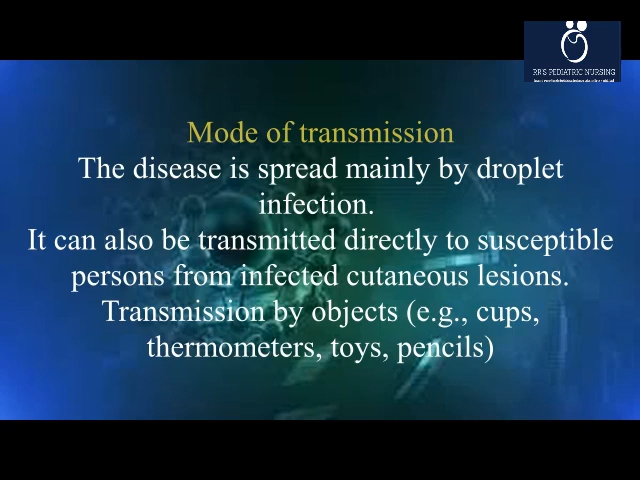 RR'S PEDIATRIC NURSING
Mode of transmission
The disease is spread mainly by droplet
infection.
It can also be transmitted directly to susceptible
persons from infected cutaneous lesions.
Transmission by objects (e.g., cups,
thermometers, toys, pencils)